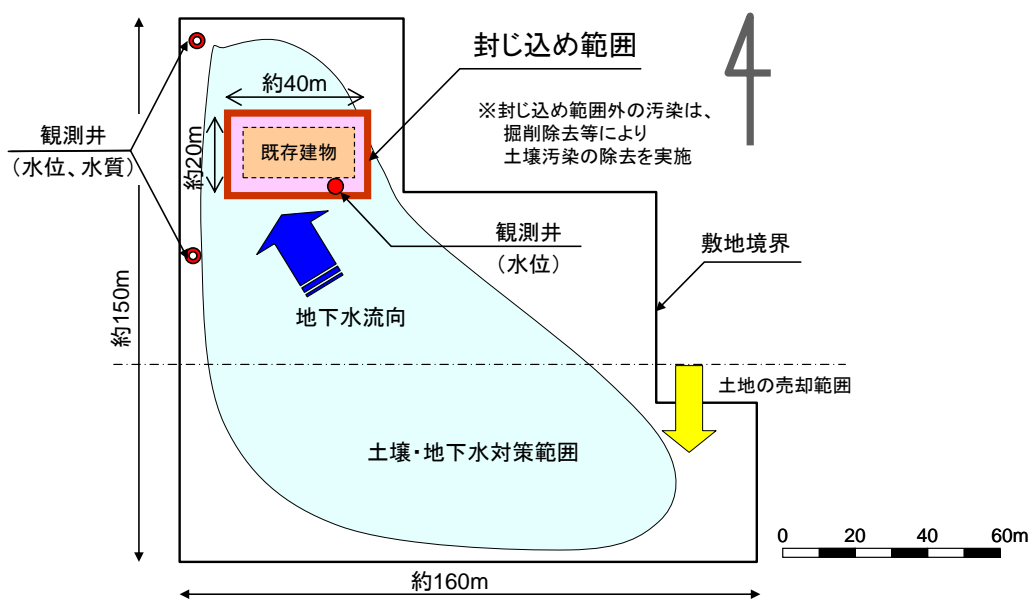 封じ込め範囲
約40m
※封じ込め範囲外の汚染は、
掘削除去等により
土壌汚染の除去を実施
観測井
(水位、水質)
約20m
既存建物
観測井
(水位)
敷地境界
地下水流向
約150m
土地の売却範囲
土壌・地下水対策範囲
0 20 40 60m
約160m